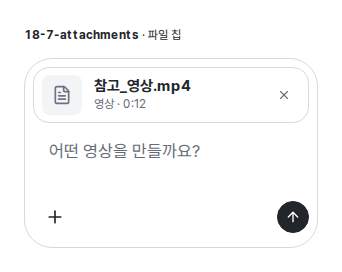 18-7-attachments · 파일 칩
참고_영상.mp4
영상 · 0:12
어떤 영상을 만들까요?